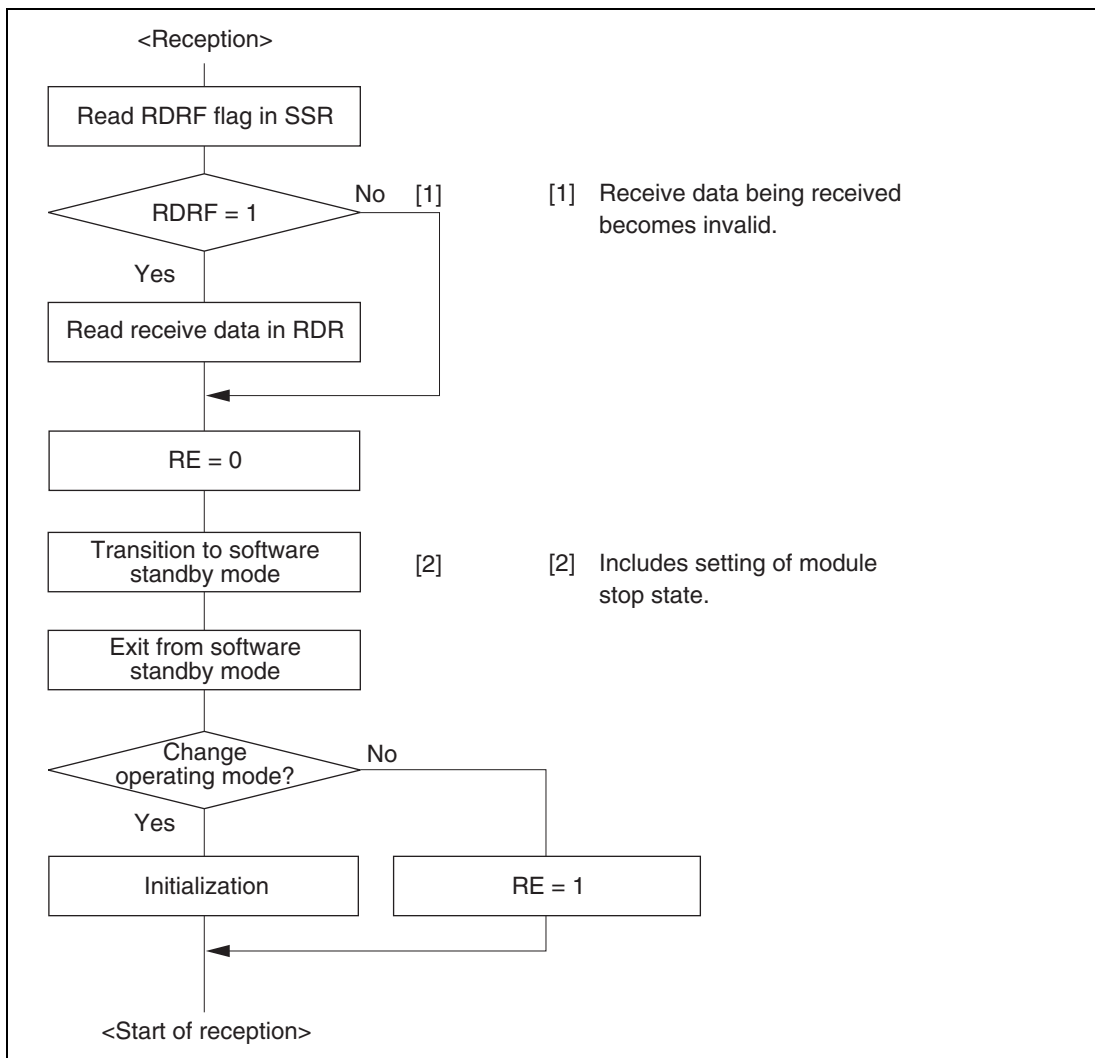 <Reception>
Read RDRF flag in SSR
No [1]
[1] Receive data being received
becomes invalid.
RDRF = 1
Yes
Read receive data in RDR
RE = 0
Transition to software
standby mode
[2]
[2] Includes setting of module
stop state.
Exit from software
standby mode
Change
operating mode?
No
Yes
Initialization
RE = 1
<Start of reception>